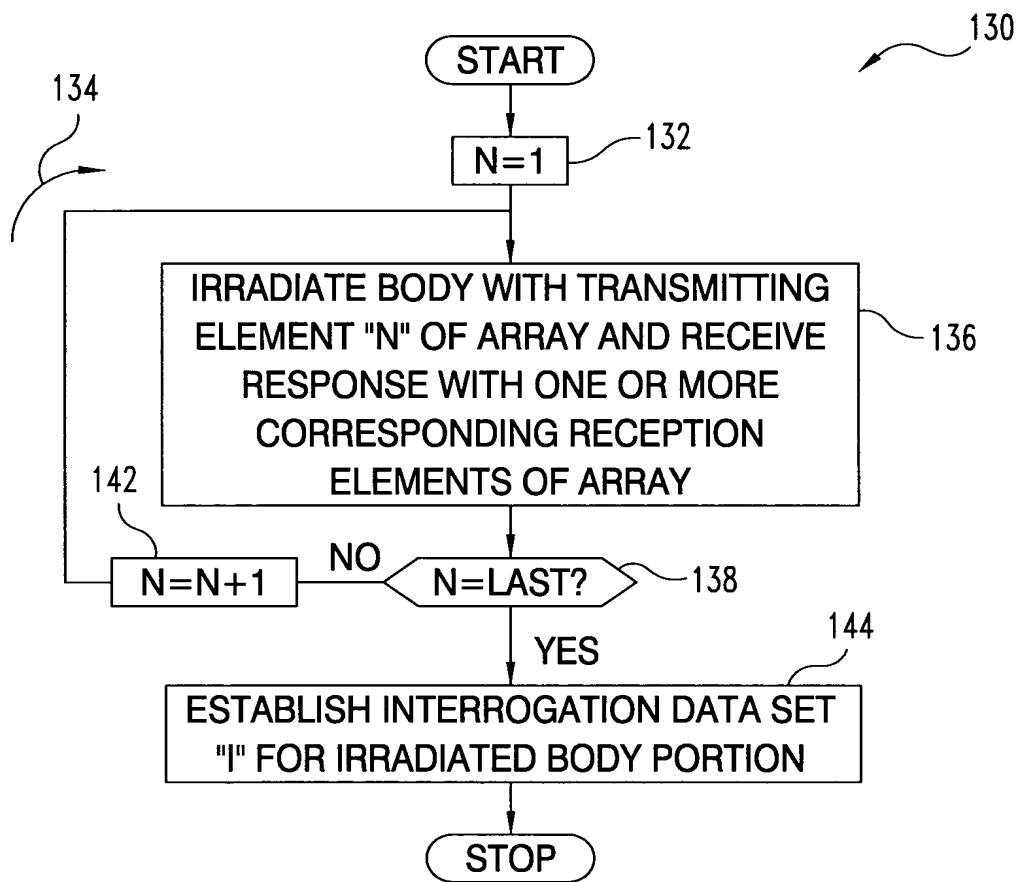 130
START
134
132
N=1
IRRADIATE BODY WITH TRANSMITTING
ELEMENT "N" OF ARRAY AND RECEIVE
RESPONSE WITH ONE OR MORE
CORRESPONDING RECEPTION
ELEMENTS OF ARRAY
136
142
N=N+1
NO
N=LAST?
138
YES
144
ESTABLISH INTERROGATION DATA SET
"I" FOR IRRADIATED BODY PORTION
STOP